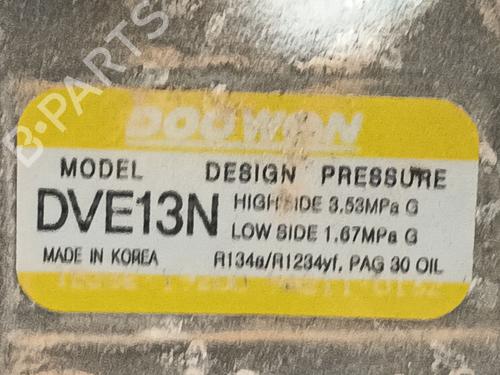 B·PARTS
DOOWON
MODEL DESIGN PRESSURE
DVE13N HIGH SIDE 3.53MPa G
LOW SIDE 1.67MPa G
MADE IN KOREA R134a/R1234yf, PAG 30 OIL